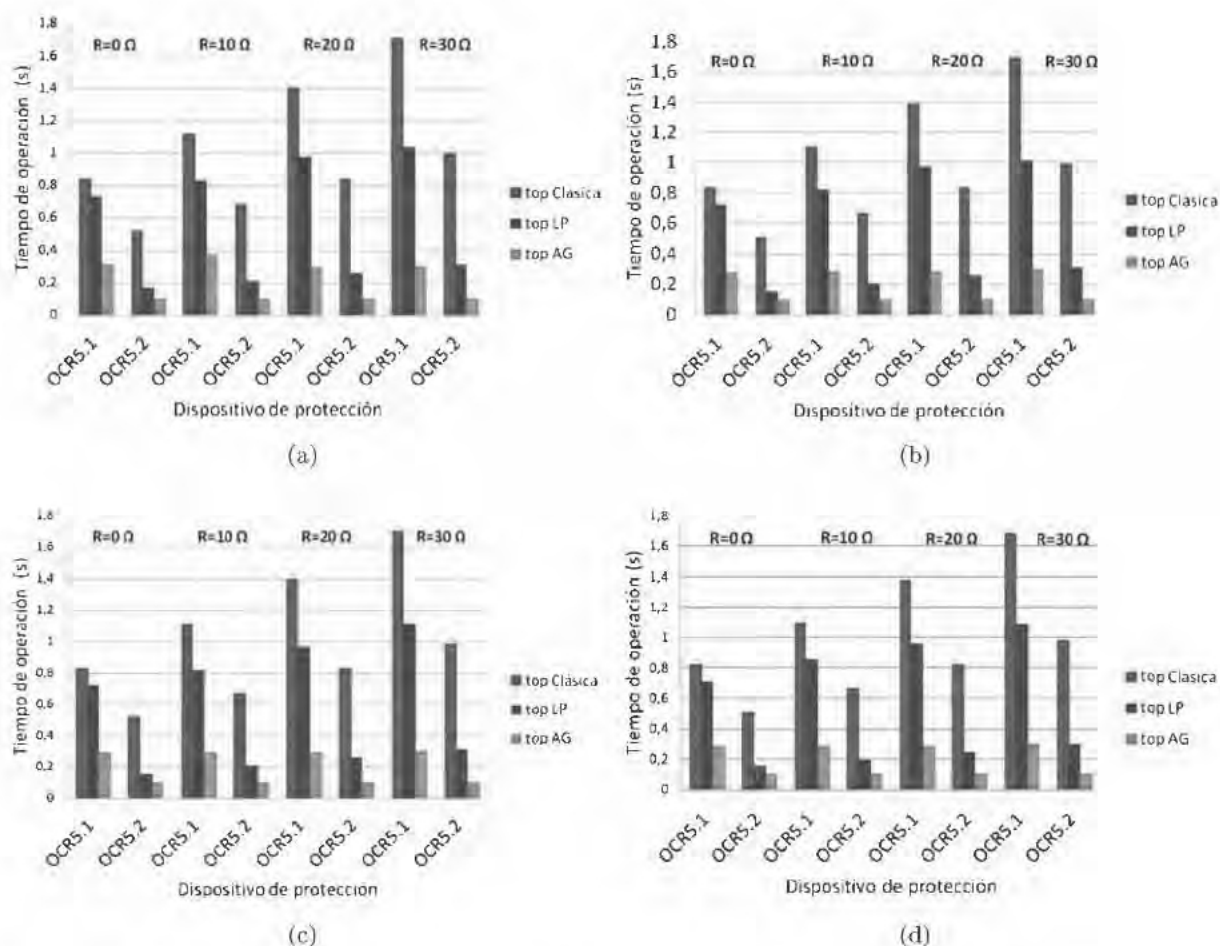 1,8
1.6
1.4
1.2
1
0.8
0.6
0.4
0.2
0
Tiempo de operación (s)
R=0 Ω R=10 Ω R=20 Ω R=30 Ω
OCR5.1 OCR5.2 OCR5.1 OCR5.2 OCR5.1 OCR5.2 OCR5.1 OCR5.2
Dispositivo de protección
top Clasica
top LP
top AG
(a)
1,8
1,6
1,4
1,2
1
0,8
0,6
0,4
0,2
0
Tiempo de operación (s)
R=0 Ω R=10 Ω R=20 Ω R=30 Ω
OCR5.1 OCR5.2 OCR5.1 OCR5.2 OCR5.1 OCR5.2 OCR5.1 OCR5.2
Dispositivo de protección
top Clásica
top LP
top AG
(b)
1,8
1.6
1,4
1,2
1
0,8
0,6
0,4
0,2
0
Tiempo de operación (s)
R=0 Ω R=10 Ω R=20 Ω R=30 Ω
OCR5.1 OCR5.2 OCR5.1 OCR5.2 OCR5.1 OCR5.2 OCR5.1 OCR5.2
Dispositivo de protección
top Clásica
top LP
top AG
(c)
1,8
1,6
1,4
1,2
1
0,8
0,6
0,4
0,2
0
Tiempo de operación (s)
R=0 Ω R=10 Ω R=20 Ω R=30 Ω
OCR5.1 OCR5.2 OCR5.1 OCR5.2 OCR5.1 OCR5.2 OCR5.1 OCR5.2
Dispositivo de protección
top Clásica
top LP
top AG
(d)